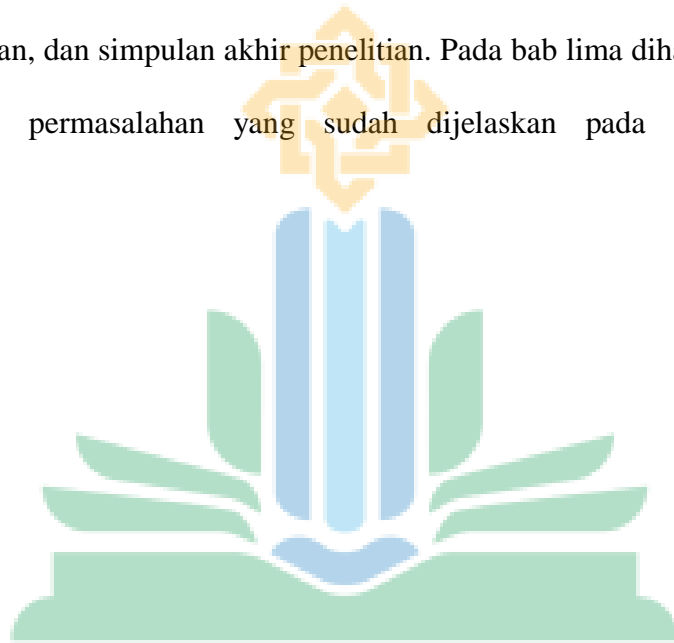 an, dan simpulan akhir penelitian. Pada bab lima diha
permasalahan yang sudah dijelaskan pada